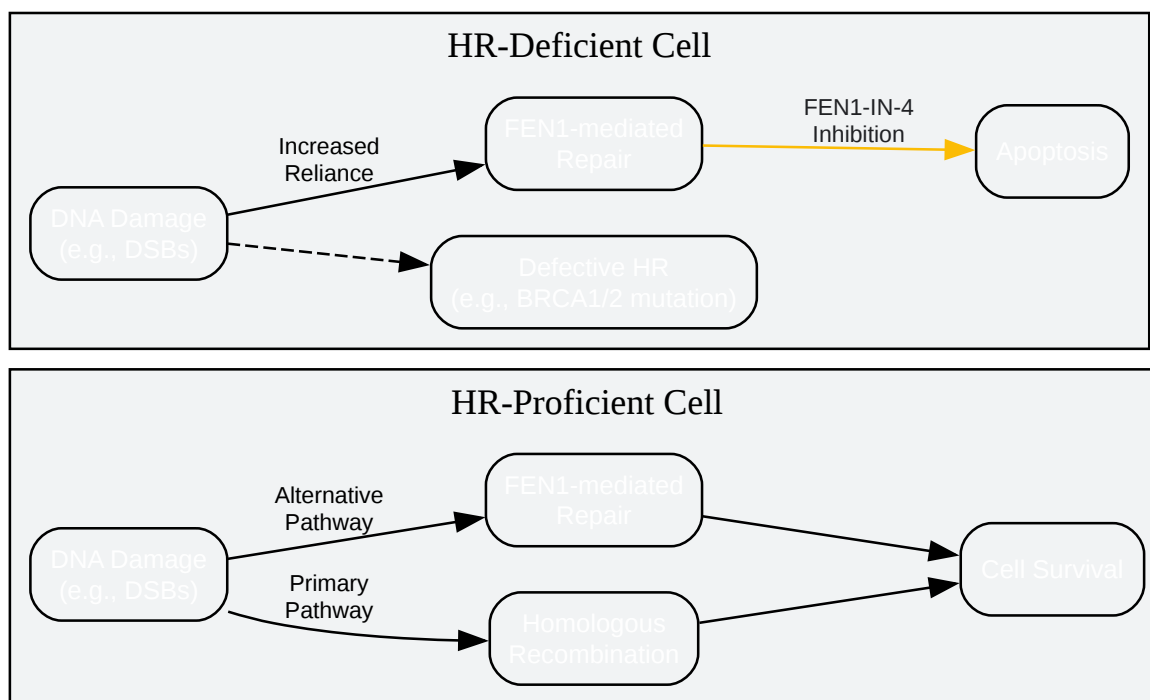 HR-Deficient Cell
FEN1-IN-4
Inhibition
FEN1-mediated
Repair
Increased
Reliance
Apoptosis
DNA Damage
(e.g., DSBs)
Defective HR
(e.g., BRCA1/2 mutation)
HR-Proficient Cell
FEN1-mediated
Repair
Alternative
Pathway
DNA Damage
(e.g., DSBs)
Cell Survival
Primary
Pathway
Homologous
Recombination